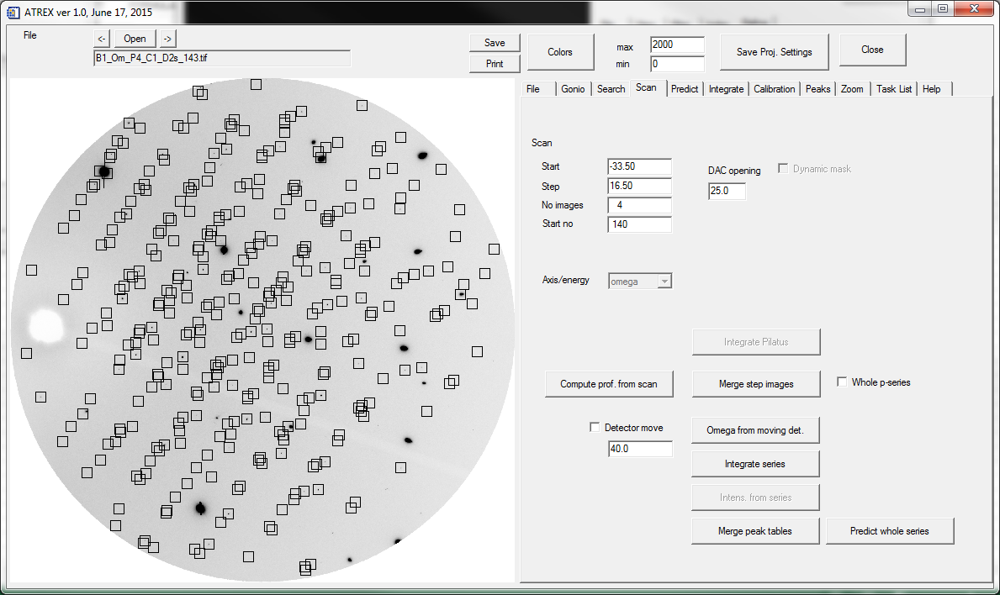 ATREX ver 1.0, June 17, 2015
File
<- Open ->
B1_Om_P4_C1_D2s_143.tif
Save
Print
Colors
max 2000
min 0
Save Proj. Settings
Close
File Gonio Search Scan Predict Integrate Calibration Peaks Zoom Task List Help
Scan
Start -33.50
Step 16.50
No images 4
Start no 140
DAC opening
25.0
Dynamic mask
Axis/energy omega
Integrate Pilatus
Compute prof. from scan
Merge step images
Whole p-series
Detector move
40.0
Omega from moving det.
Integrate series
Intens. from series
Merge peak tables
Predict whole series